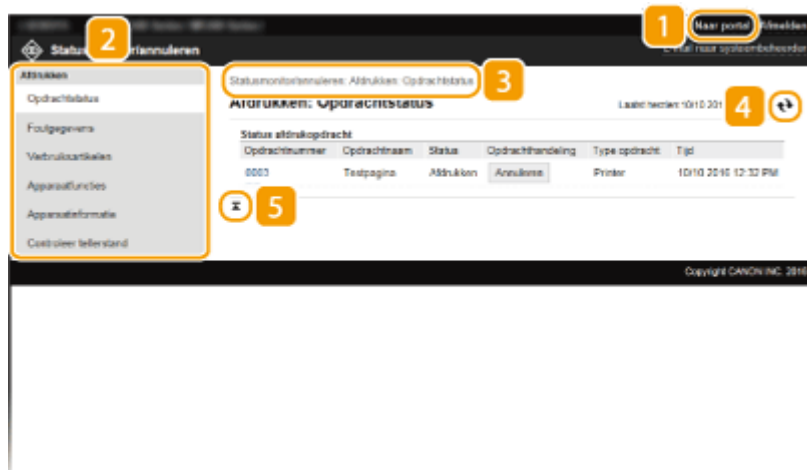 1
Naar portal Afmelden
2
E-mail naar systeembeheerder
Afdrukken
3
Statusmonitor/annuleren: Afdrukken: Opdrachtstatus
Opdrachtstatus
Afdrukken: Opdrachtstatus
4
Foutgegevens
Status afdrukopdracht
Opdrachtnummer Opdrachtnaam Status Opdrachthandeling Type opdracht Tijd
Verbruiksartikelen
0003 Testpagina Afdrukken Annuleren Printer 10/10 2016 12:32 PM
Apparaatfuncties
5
Apparaatinformatie
Controleer tellerstand
Copyright CANON INC. 2016